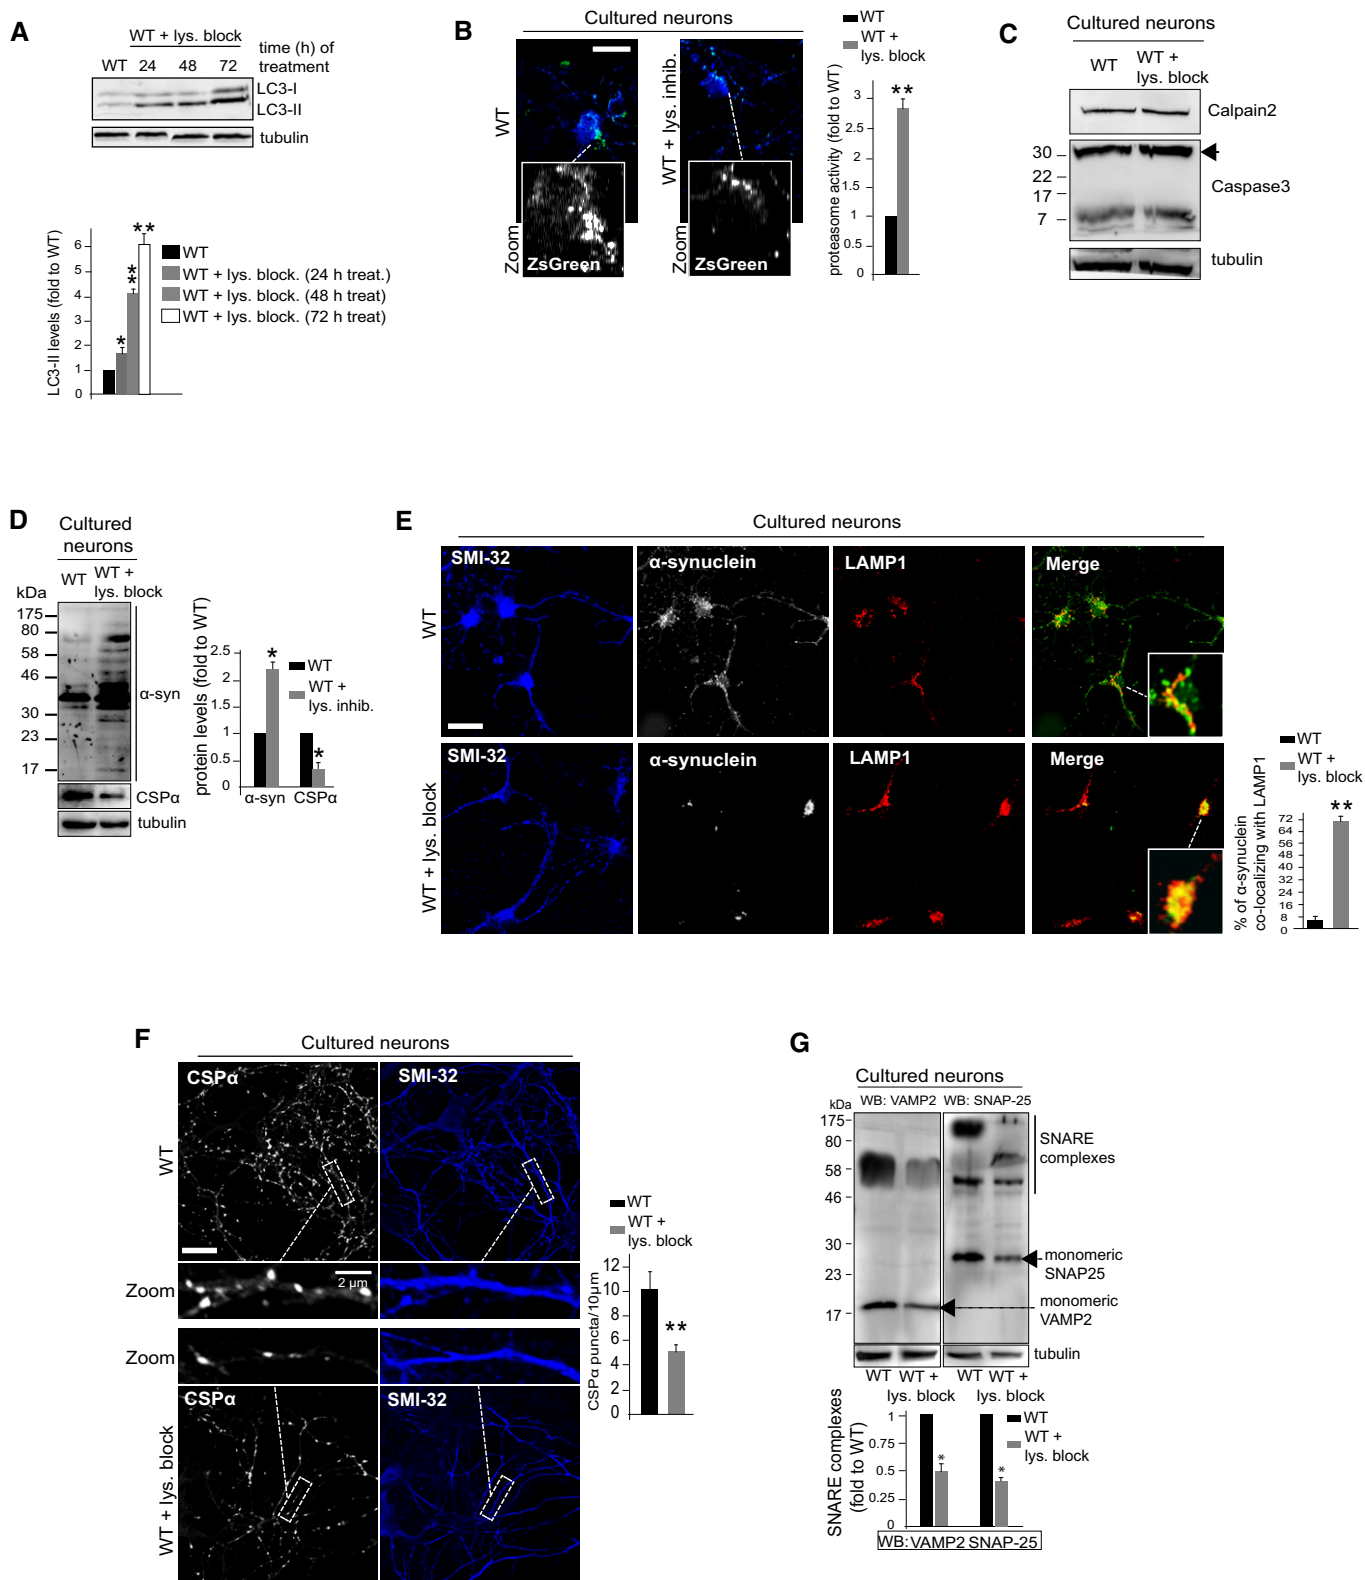 A
WT + lys. block
time (h) of
treatment
WT 24 48 72
LC3-I
LC3-II
tubulin
LC3-II levels (fold to WT)
6
5
4
3
2
1
0
*
**
**
WT
WT + lys. block. (24 h treat.)
WT + lys. block. (48 h treat)
WT + lys. block. (72 h treat)
B
Cultured neurons
WT
WT + lys. inhib.
Zoom
ZsGreen
Zoom
ZsGreen
WT
WT +
lys. block
proteasome activity (fold to WT)
3
2.5
2
1.5
1
0.5
0
**
C
Cultured neurons
WT
WT +
lys. block
Calpain2
30
22
17
7
Caspase3
tubulin
D
Cultured
neurons
WT
WT +
lys. block
kDa
175
80
58
46
30
23
17
α-syn
CSPα
tubulin
protein levels (fold to WT)
2.5
2
1.5
1
0.5
0
*
*
α-syn CSPα
WT
WT +
lys. inhib.
E
Cultured neurons
WT
SMI-32
α-synuclein
LAMP1
Merge
WT + lys. block
SMI-32
α-synuclein
LAMP1
Merge
WT
WT +
lys. block
% of α-synuclein
co-localizing with LAMP1
72
64
56
48
40
32
24
16
8
0
**
F
Cultured neurons
WT
CSPα
SMI-32
Zoom
2 µm
Zoom
WT + lys. block
CSPα
SMI-32
WT
WT +
lys. block
CSPα puncta/10µm
12
10
8
6
4
2
0
**
G
Cultured neurons
WB: VAMP2 WB: SNAP-25
kDa
175
80
58
46
30
23
17
SNARE
complexes
monomeric
SNAP25
monomeric
VAMP2
tubulin
WT WT +
lys. block
WT WT +
lys. block
SNARE complexes
(fold to WT)
1
0.75
0.5
0.25
0
*
*
WT
WT +
lys. block
WB: VAMP2 SNAP-25